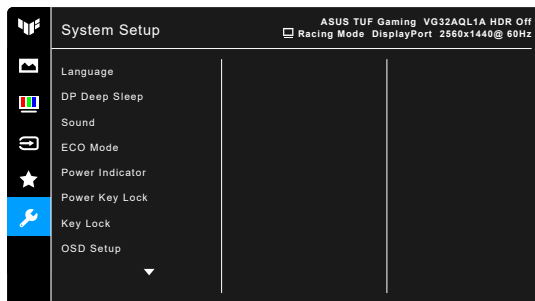 System Setup
ASUS TUF Gaming VG32AQL1A HDR Off
Racing Mode DisplayPort 2560x1440@ 60Hz
Language
DP Deep Sleep
Sound
ECO Mode
Power Indicator
Power Key Lock
Key Lock
OSD Setup